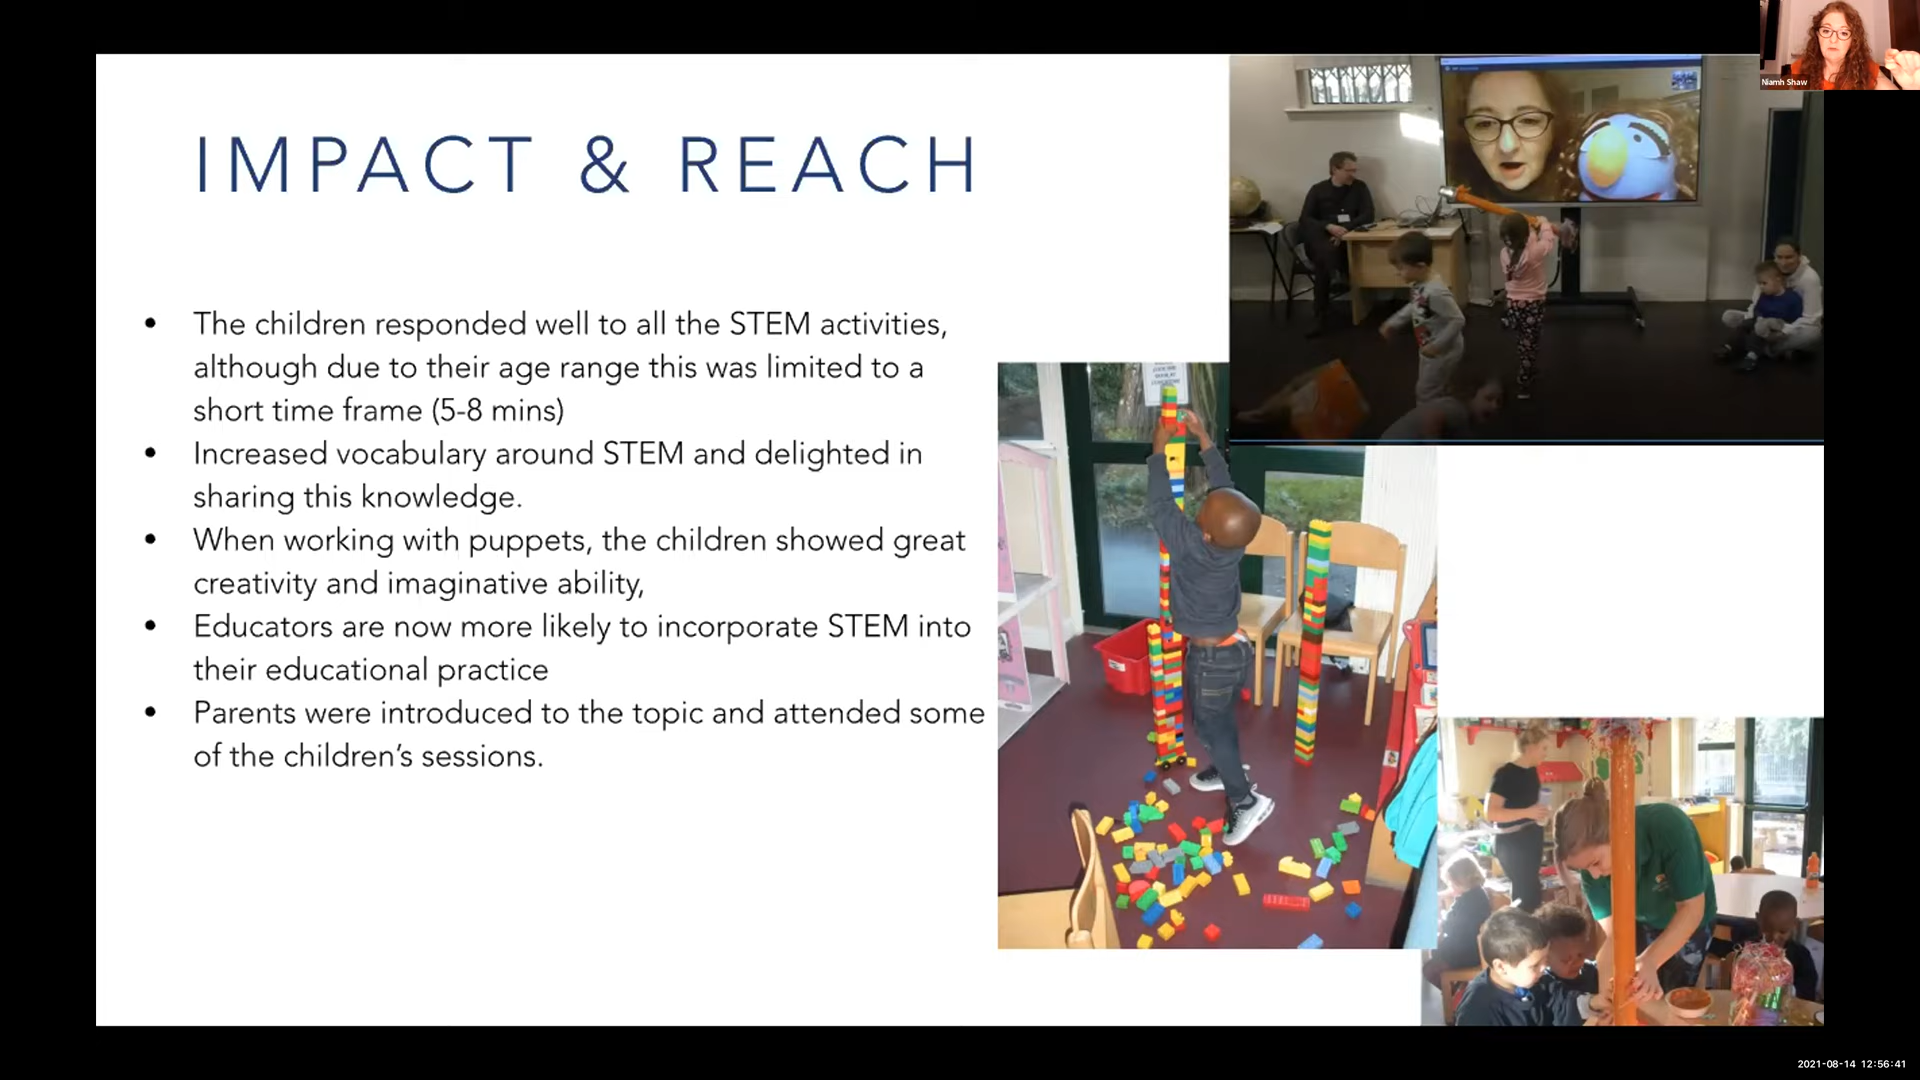 Niamh Shaw
IMPACT & REACH
• The children responded well to all the STEM activities,
although due to their age range this was limited to a
short time frame (5-8 mins)
• Increased vocabulary around STEM and delighted in
sharing this knowledge.
• When working with puppets, the children showed great
creativity and imaginative ability,
• Educators are now more likely to incorporate STEM into
their educational practice
• Parents were introduced to the topic and attended some
of the children’s sessions.
2021-08-14 12:56:41